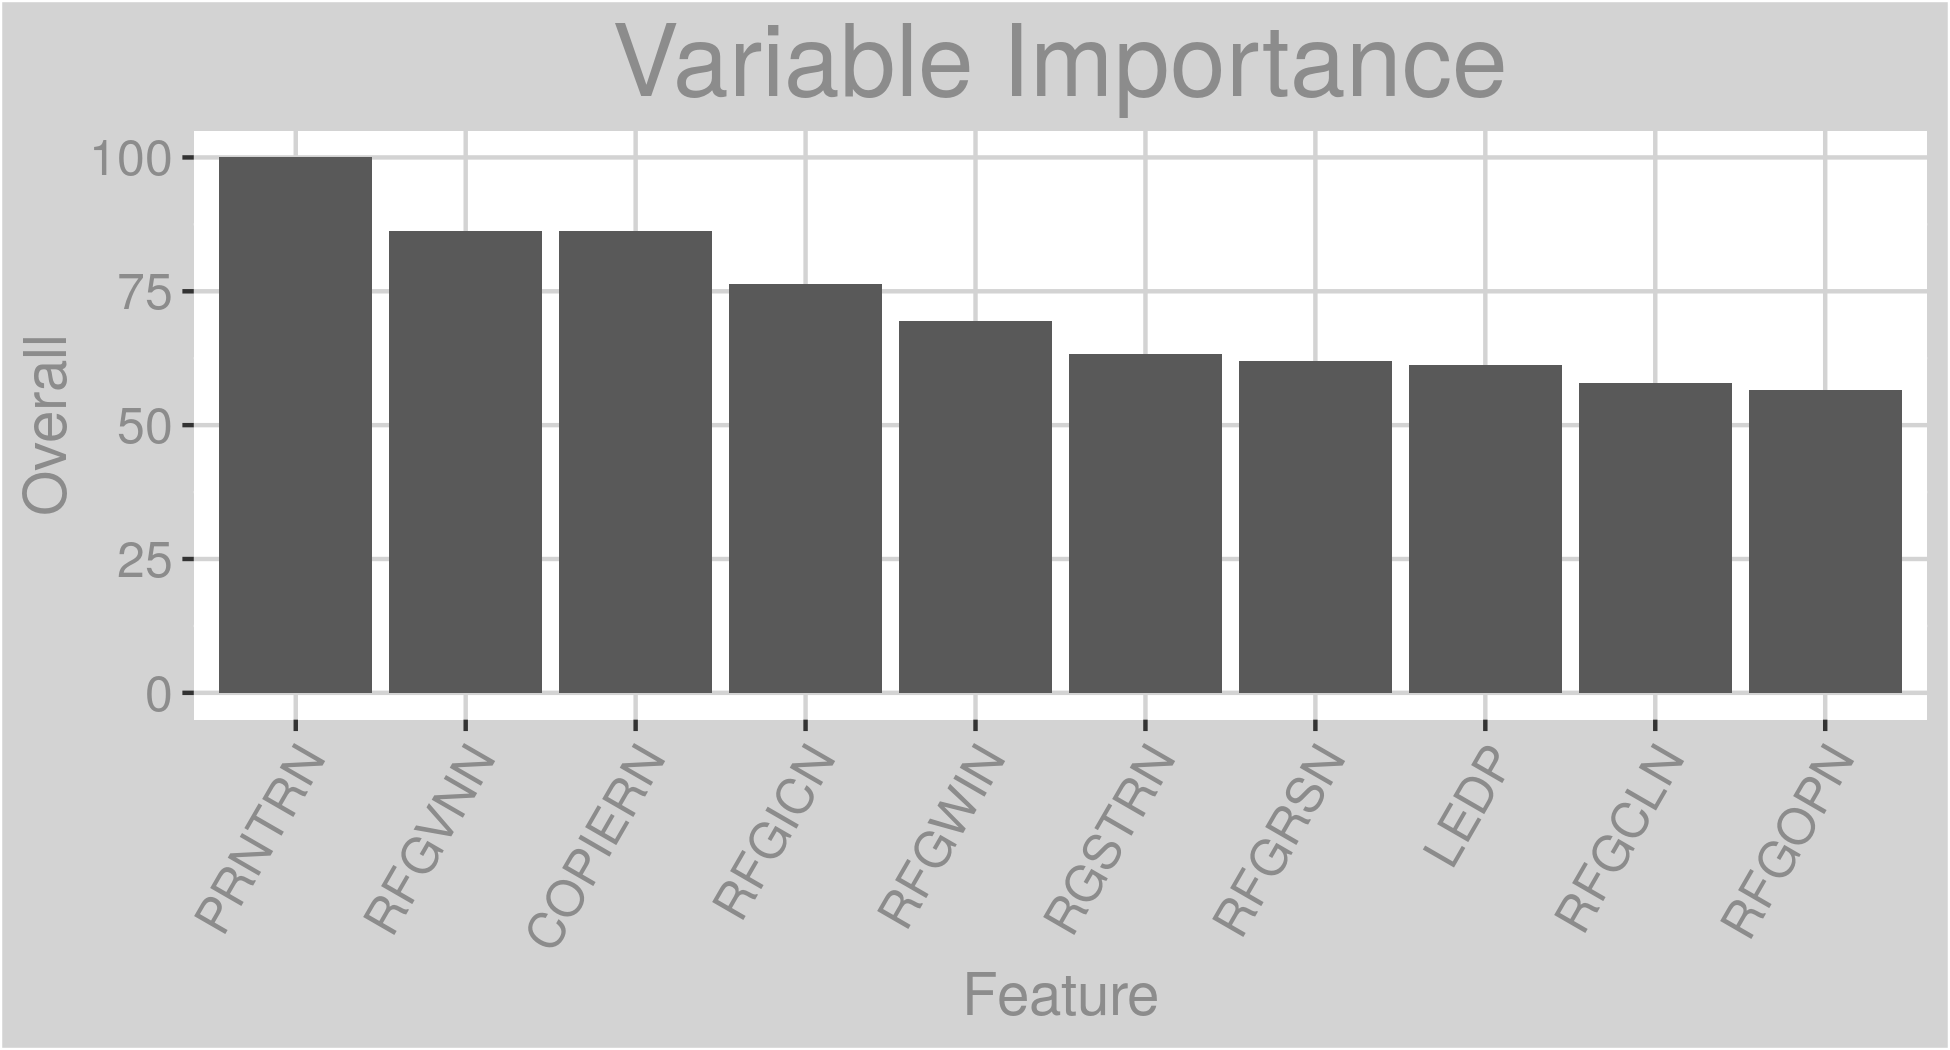 Variable Importance
Overall
100
75
50
25
0
PRNTRN
RFGVNN
COPIERN
RFGICN
RFGWIN
RGSTRN
RFGRSN
LEDP
RFGCLN
RFGOPN
Feature